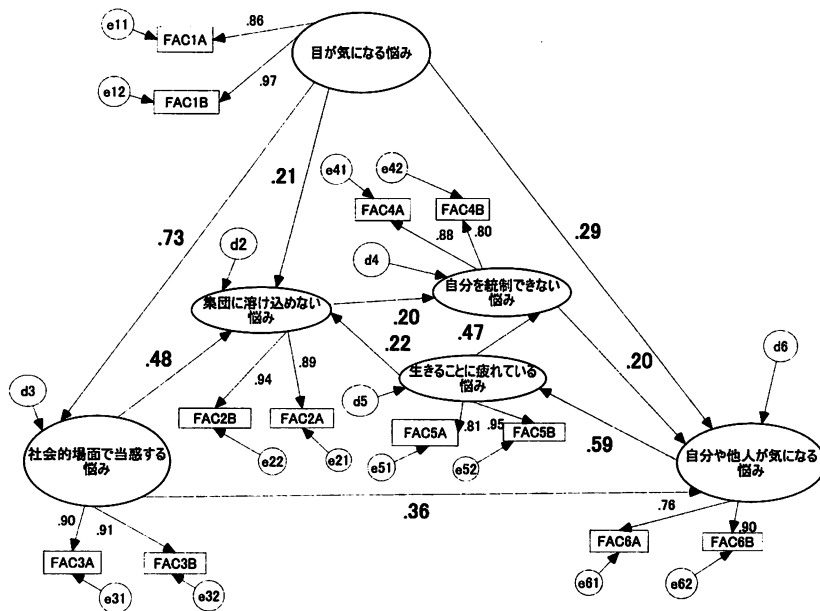 e11
.86
FAC1A
目が気になる悩み
.97
e12
FAC1B
.21
e41
e42
FAC4A
FAC4B
.88
.80
.29
.73
d2
d4
集団に溶け込めない
悩み
自分を統制できない
悩み
.20
.47
.22
.48
.20
d6
生きることに疲れている
悩み
d3
d5
.94
.89
FAC2B
FAC2A
FAC5A
.81
.95
FAC5B
.59
社会的場面で当惑する
悩み
自分や他人が気になる
悩み
e22
e21
e51
e52
.36
.90
.91
.76
.90
FAC3A
FAC3B
FAC6A
FAC6B
e31
e32
e61
e62